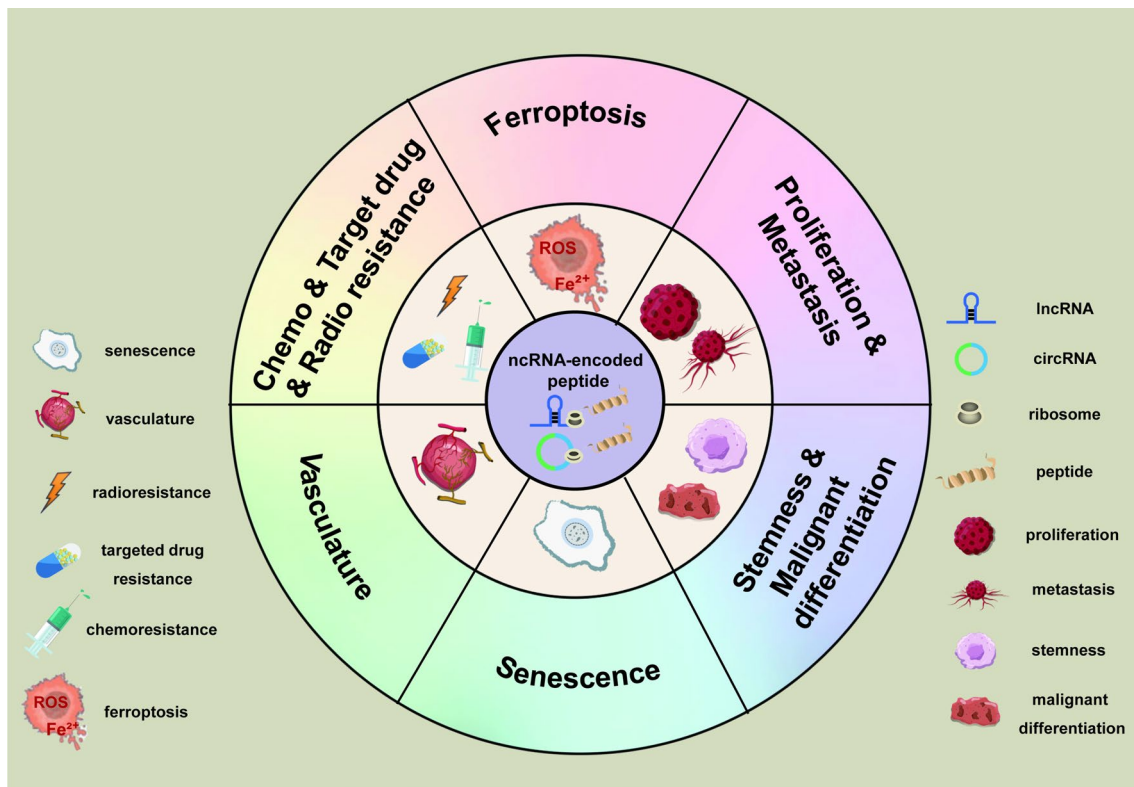 Ferroptosis
Proliferation &
Metastasis
Stemness &
Malignant
differentiation
Senescence
Vasculature
Chemo & Target drug
& Radio resistance
ROS
Fe²⁺
ncRNA-encoded
peptide
senescence
vasculature
radioresistance
targeted drug
resistance
chemoresistance
ROS
Fe²⁺
ferroptosis
lncRNA
circRNA
ribosome
peptide
proliferation
metastasis
stemness
malignant
differentiation